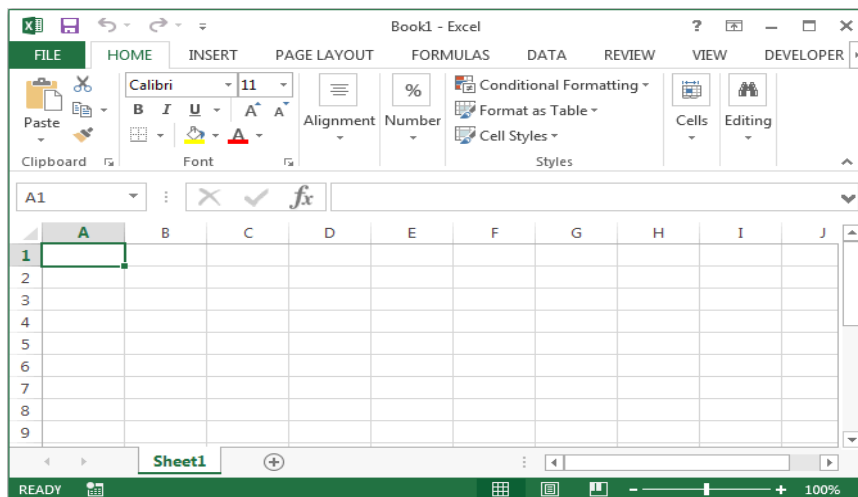 Book1 - Excel
?
FILE HOME INSERT PAGE LAYOUT FORMULAS DATA REVIEW VIEW DEVELOPER
Calibri 11 % Conditional Formatting
B I U A A Format as Table
Paste Alignment Number Cells Editing
A Cell Styles
Clipboard Font Styles
A1 fx
A B C D E F G H I J
1
2
3
4
5
6
7
8
9
Sheet1
READY 100%